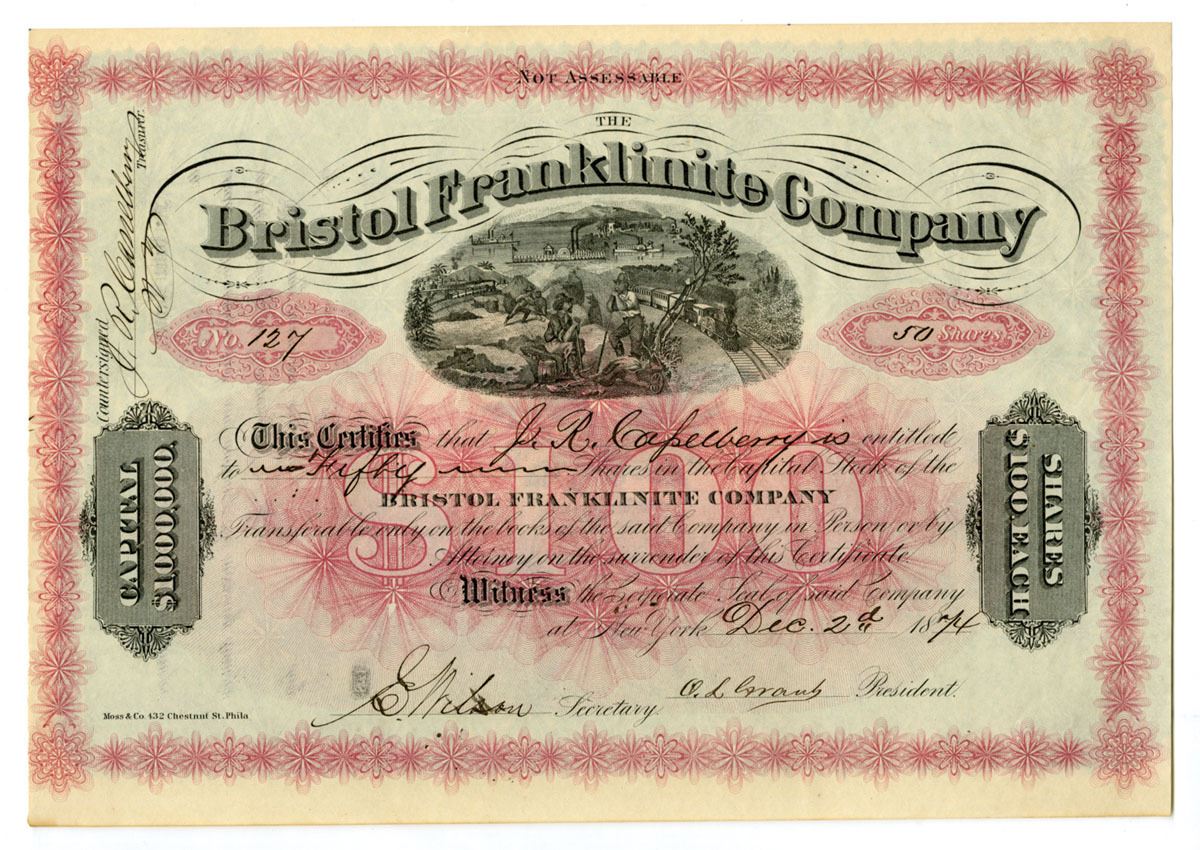 Not Assessable
THE
Bristol Franklinite Company
No. 127
50 Shares
Countersigned
Treasurer.
CAPITAL
$1,000,000.
SHARES
$100 EACH
$100
This Certifies that J. R. Capelberry is entitled
to Fifty Shares in the Capital Stock of the
BRISTOL FRANKLINITE COMPANY
Transferable only on the books of the said Company in Person or by
Attorney on the surrender of this Certificate.
Witness the Corporate Seal of said Company
at New York Dec. 2d 1874
E. Wilson Secretary.
President.
Moss & Co. 432 Chestnut St. Phila